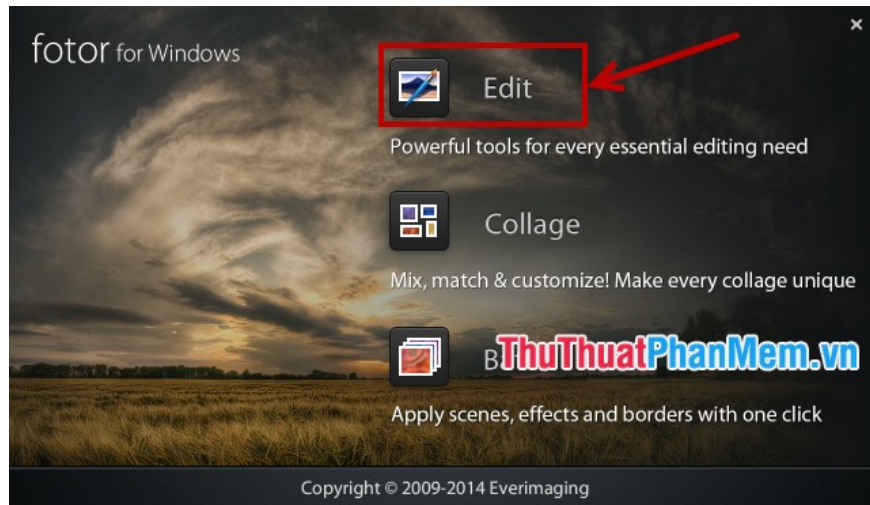 fotor for Windows
×
Edit
Powerful tools for every essential editing need
Collage
Mix, match & customize! Make every collage unique
ThuThuatPhanMem.vn
Apply scenes, effects and borders with one click
Copyright © 2009-2014 Everimaging